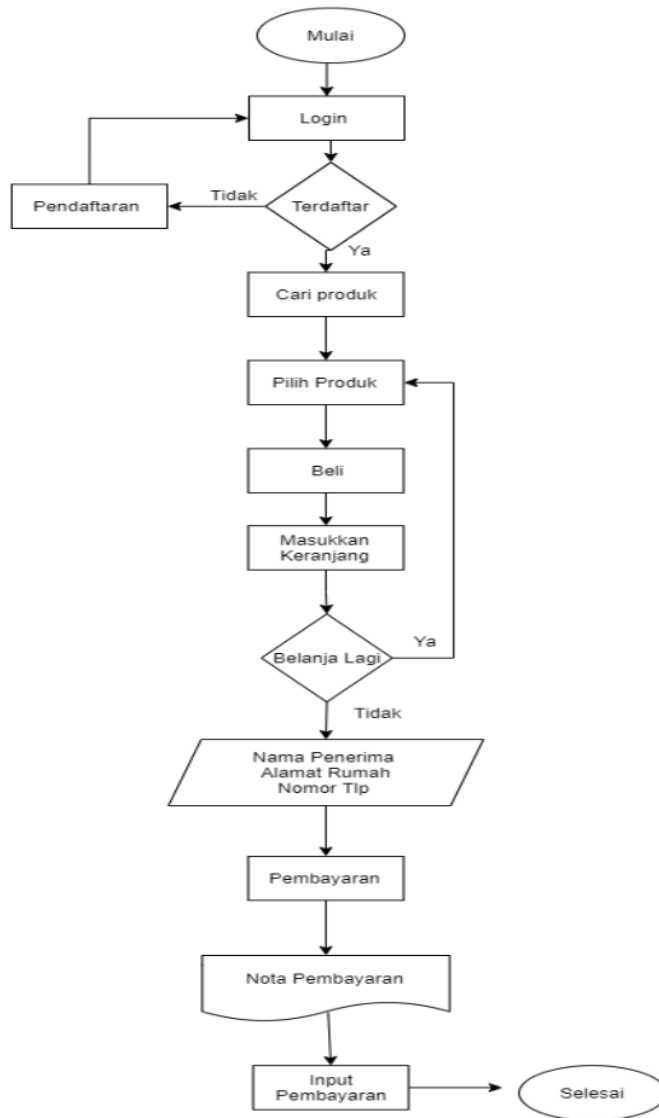 Mulai
Login
Pendaftaran
Tidak
Terdaftar
Ya
Cari produk
Pilih Produk
Beli
Masukkan
Keranjang
Belanja Lagi
Ya
Tidak
Nama Penerima
Alamat Rumah
Nomor Tlp
Pembayaran
Nota Pembayaran
Input
Pembayaran
Selesai